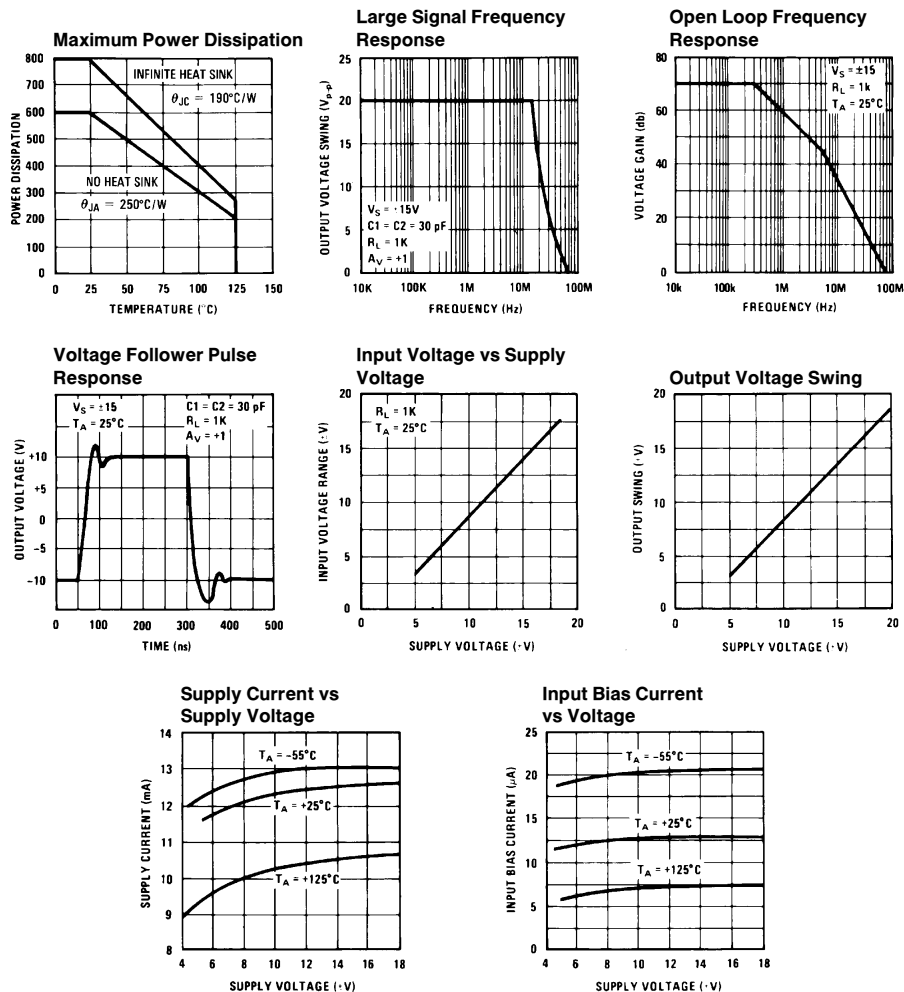 Maximum Power Dissipation
800
700
600
500
400
300
200
100
0
POWER DISSIPATION
INFINITE HEAT SINK
θJC = 190°C/W
NO HEAT SINK
θJA = 250°C/W
0 25 50 75 100 125 150
TEMPERATURE (°C)
Large Signal Frequency
Response
25
20
15
10
5
0
OUTPUT VOLTAGE SWING (Vp-p)
C1 = C2 = 30 pF
RL = 1K
AV = +1
10K 100K 1M 10M 100M
FREQUENCY (Hz)
Open Loop Frequency
Response
80
60
40
20
0
VOLTAGE GAIN (db)
VS = ±15
RL = 1k
TA = 25°C
10k 100k 1M 10M 100M
FREQUENCY (Hz)
Voltage Follower Pulse
Response
VS = ±15
TA = 25°C
C1 = C2 = 30 pF
RL = 1K
AV = +1
+10
+5
0
−5
−10
OUTPUT VOLTAGE (V)
0 100 200 300 400 500
TIME (ns)
Input Voltage vs Supply
Voltage
20
15
10
5
0
INPUT VOLTAGE RANGE
RL = 1K
TA = 25°C
0 5 10 15 20
SUPPLY VOLTAGE
Output Voltage Swing
20
15
10
5
0
OUTPUT SWING
0 5 10 15 20
SUPPLY VOLTAGE
Supply Current vs
Supply Voltage
14
13
12
11
10
9
8
SUPPLY CURRENT (mA)
TA = −55°C
TA = +25°C
TA = +125°C
4 6 8 10 12 14 16 18
SUPPLY VOLTAGE
Input Bias Current
vs Voltage
25
20
15
10
5
0
INPUT BIAS CURRENT (μA)
TA = −55°C
TA = +25°C
TA = +125°C
4 6 8 10 12 14 16 18
SUPPLY VOLTAGE